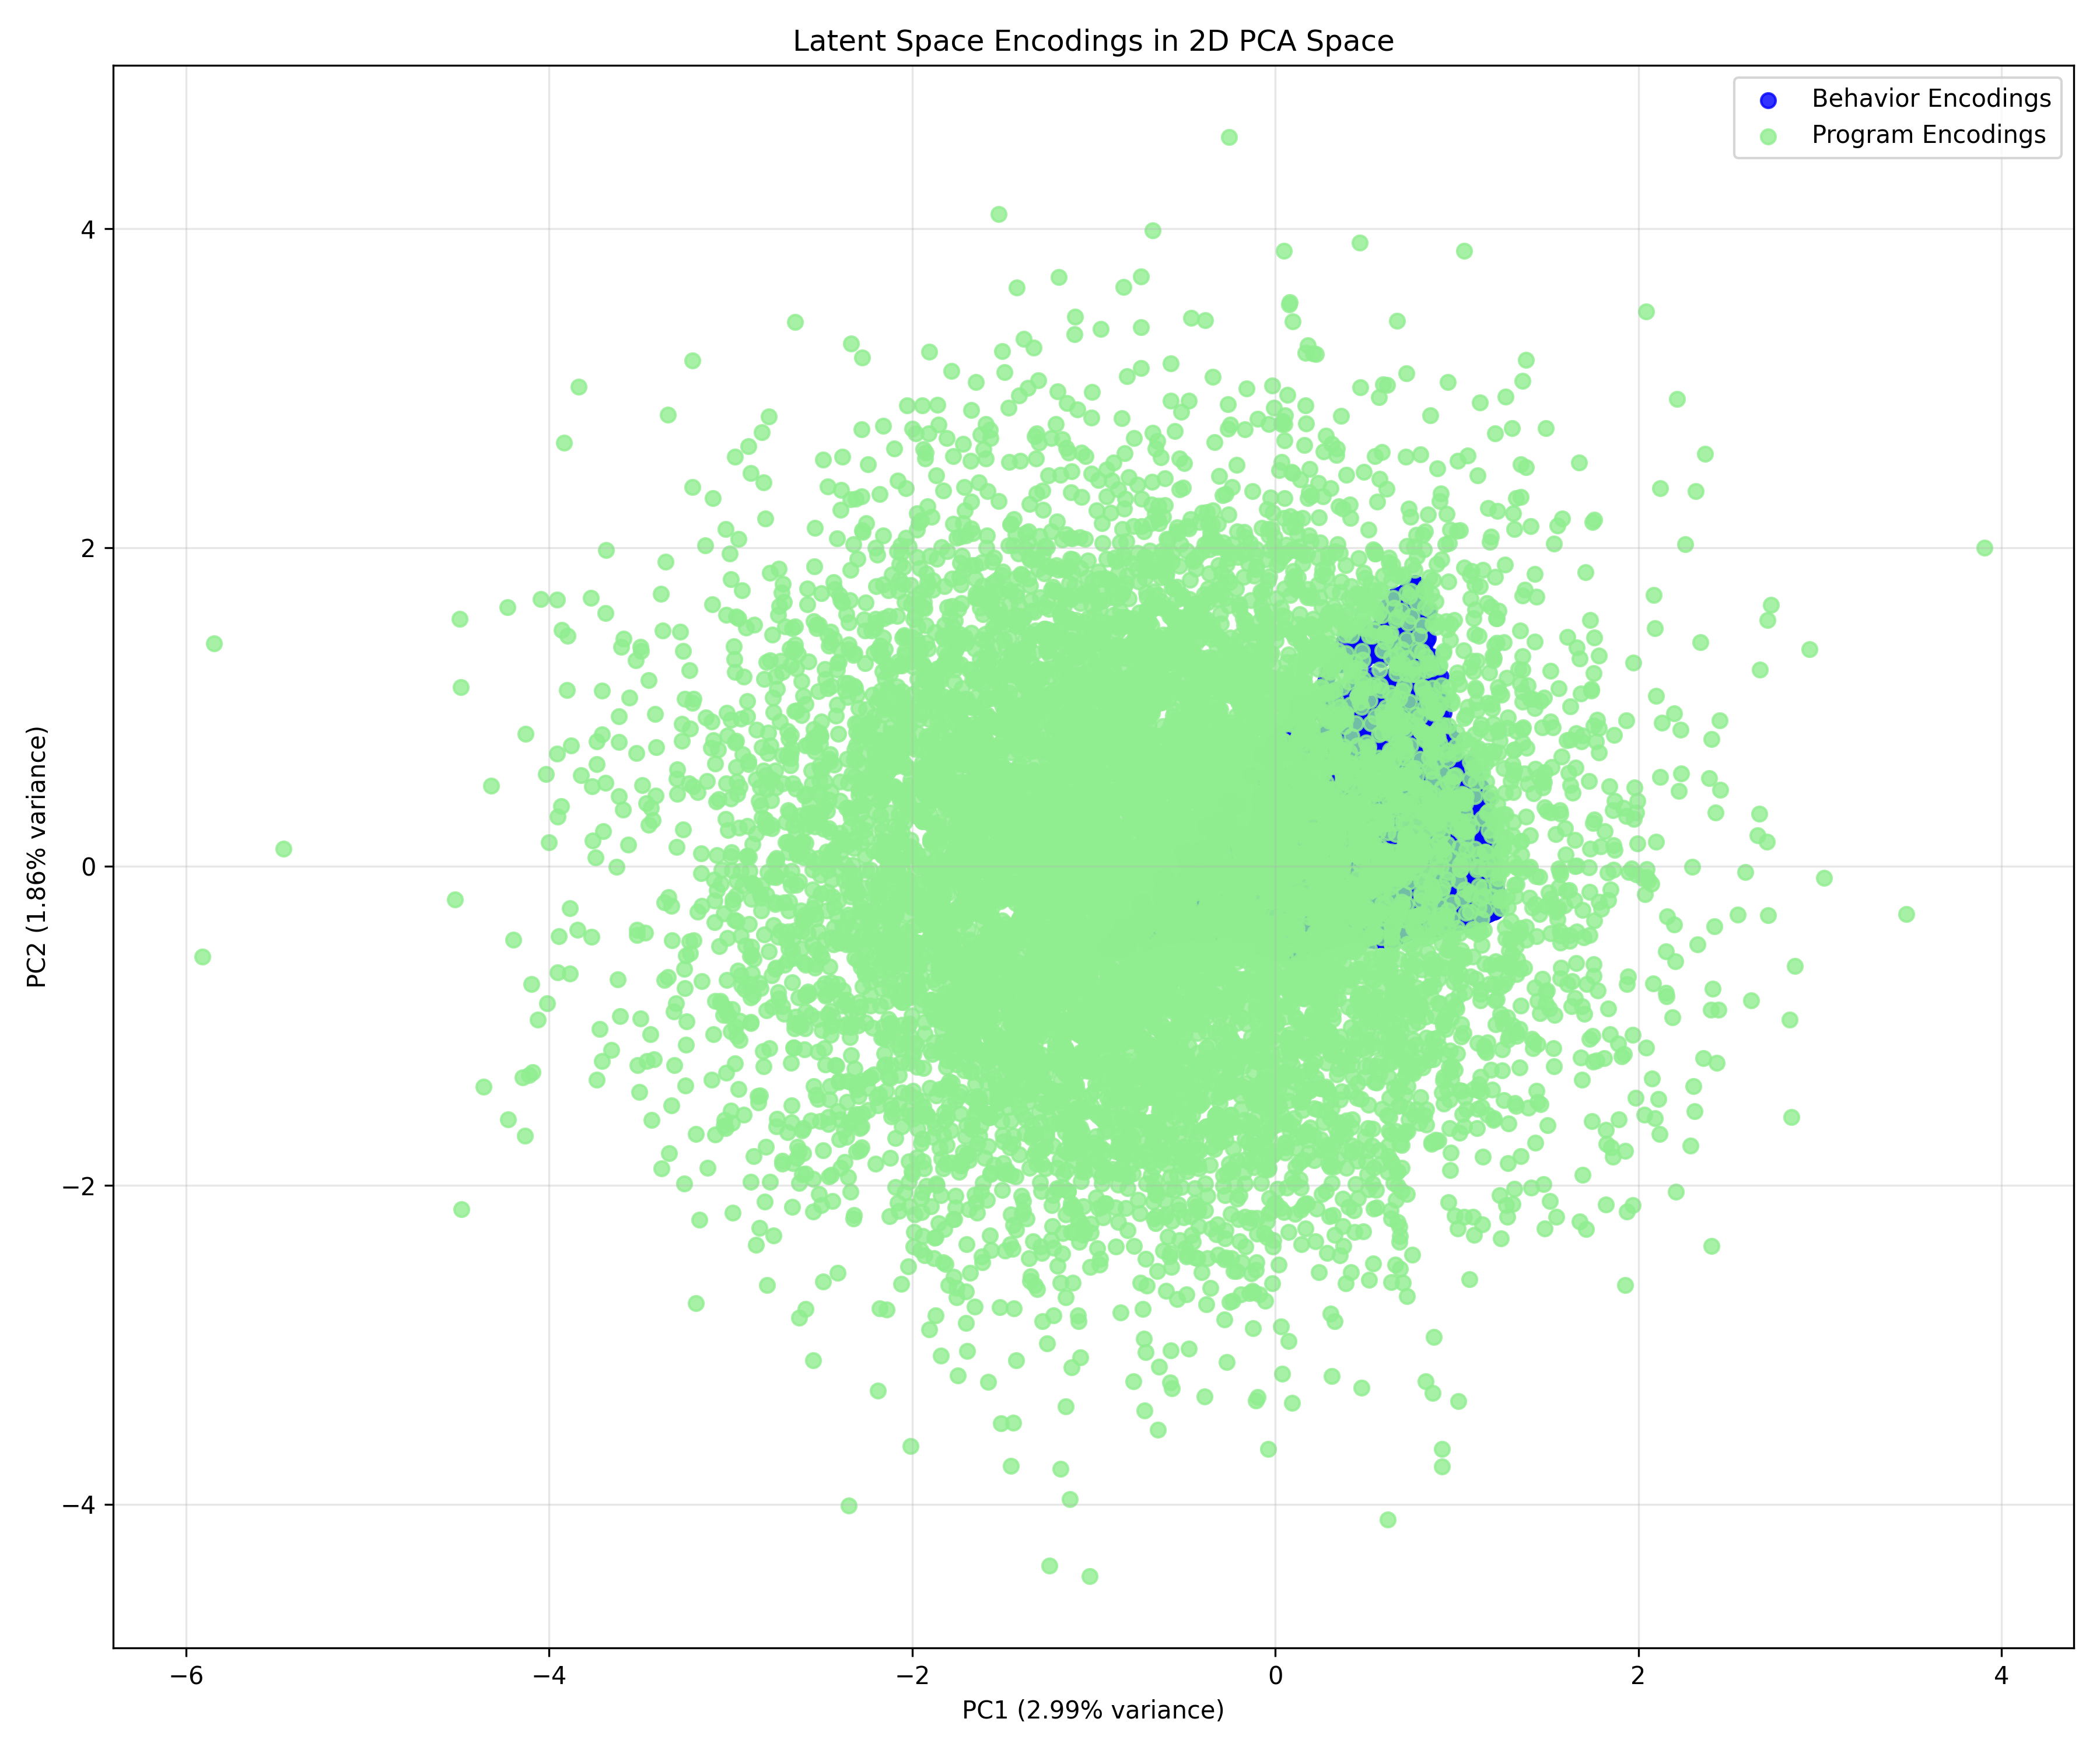 Latent Space Encodings in 2D PCA Space
Behavior Encodings
Program Encodings
4
2
0
−2
−4
PC2 (1.86% variance)
−6
−4
−2
0
2
4
PC1 (2.99% variance)